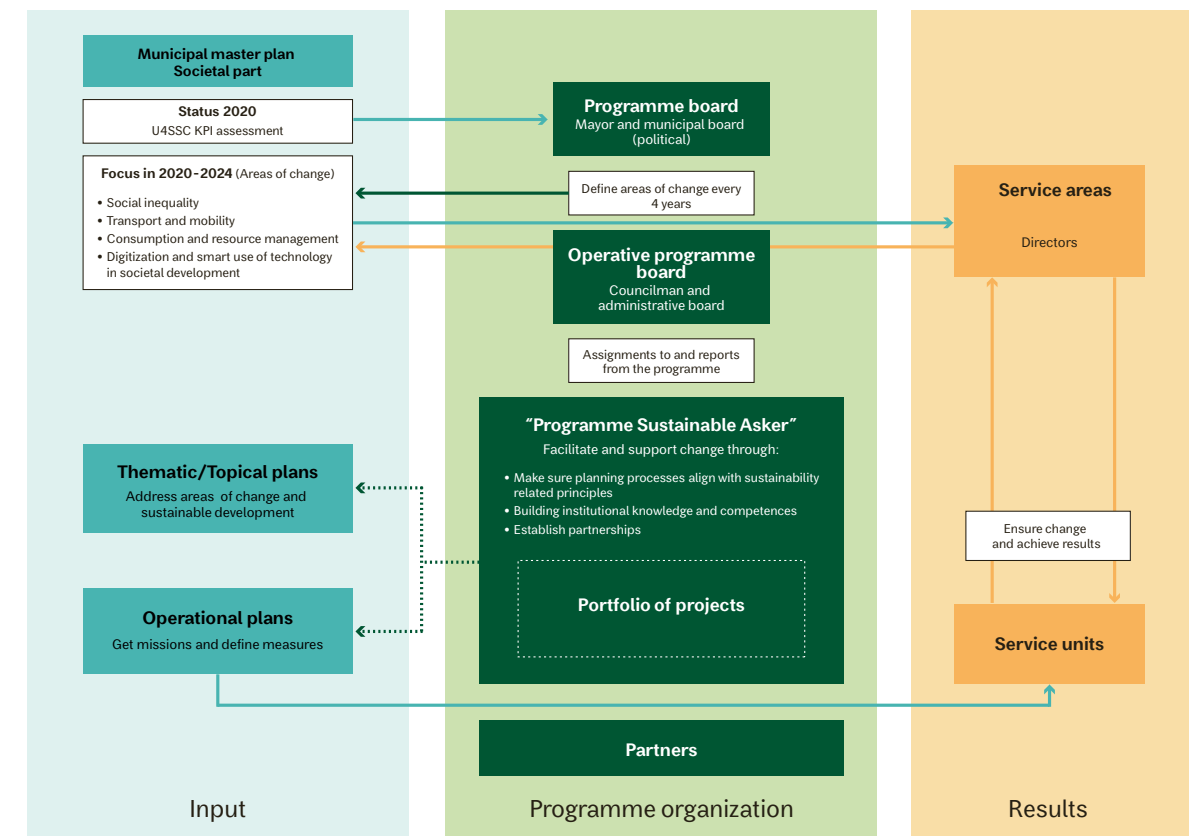 Municipal master plan
Societal part
Status 2020
U4SSC KPI assessment
Focus in 2020-2024 (Areas of change)
• Social inequality
• Transport and mobility
• Consumption and resource management
• Digitization and smart use of technology
in societal development
Thematic/Topical plans
Address areas of change and
sustainable development
Operational plans
Get missions and define measures
Input
Programme board
Mayor and municipal board
(political)
Define areas of change every
4 years
Operative programme
board
Councilman and
administrative board
Assignments to and reports
from the programme
“Programme Sustainable Asker”
Facilitate and support change through:
• Make sure planning processes align with sustainability
related principles
• Building institutional knowledge and competences
• Establish partnerships
Portfolio of projects
Partners
Programme organization
Service areas
Directors
Ensure change
and achieve results
Service units
Results